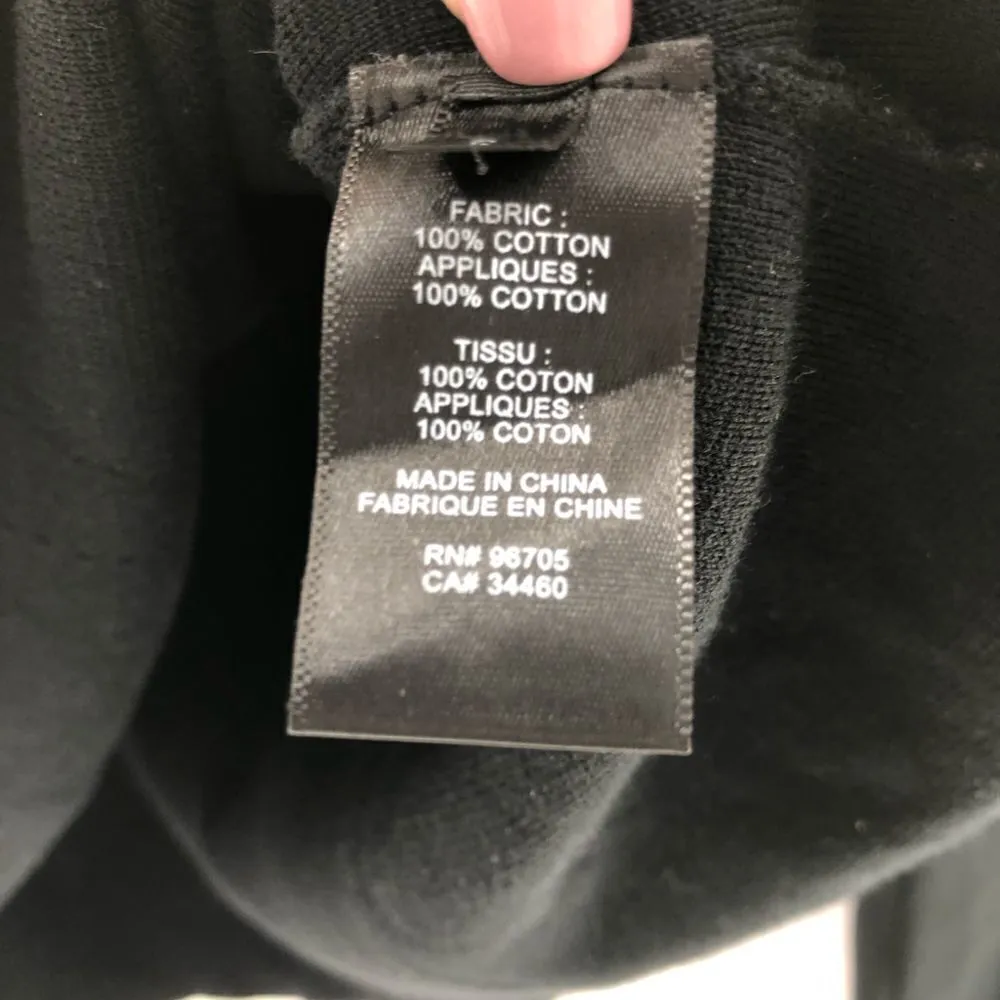 FABRIC :
100% COTTON
APPLIQUES :
100% COTTON
TISSU :
100% COTON
APPLIQUES :
100% COTON
MADE IN CHINA
FABRIQUE EN CHINE
RN# 96705
CA# 34460